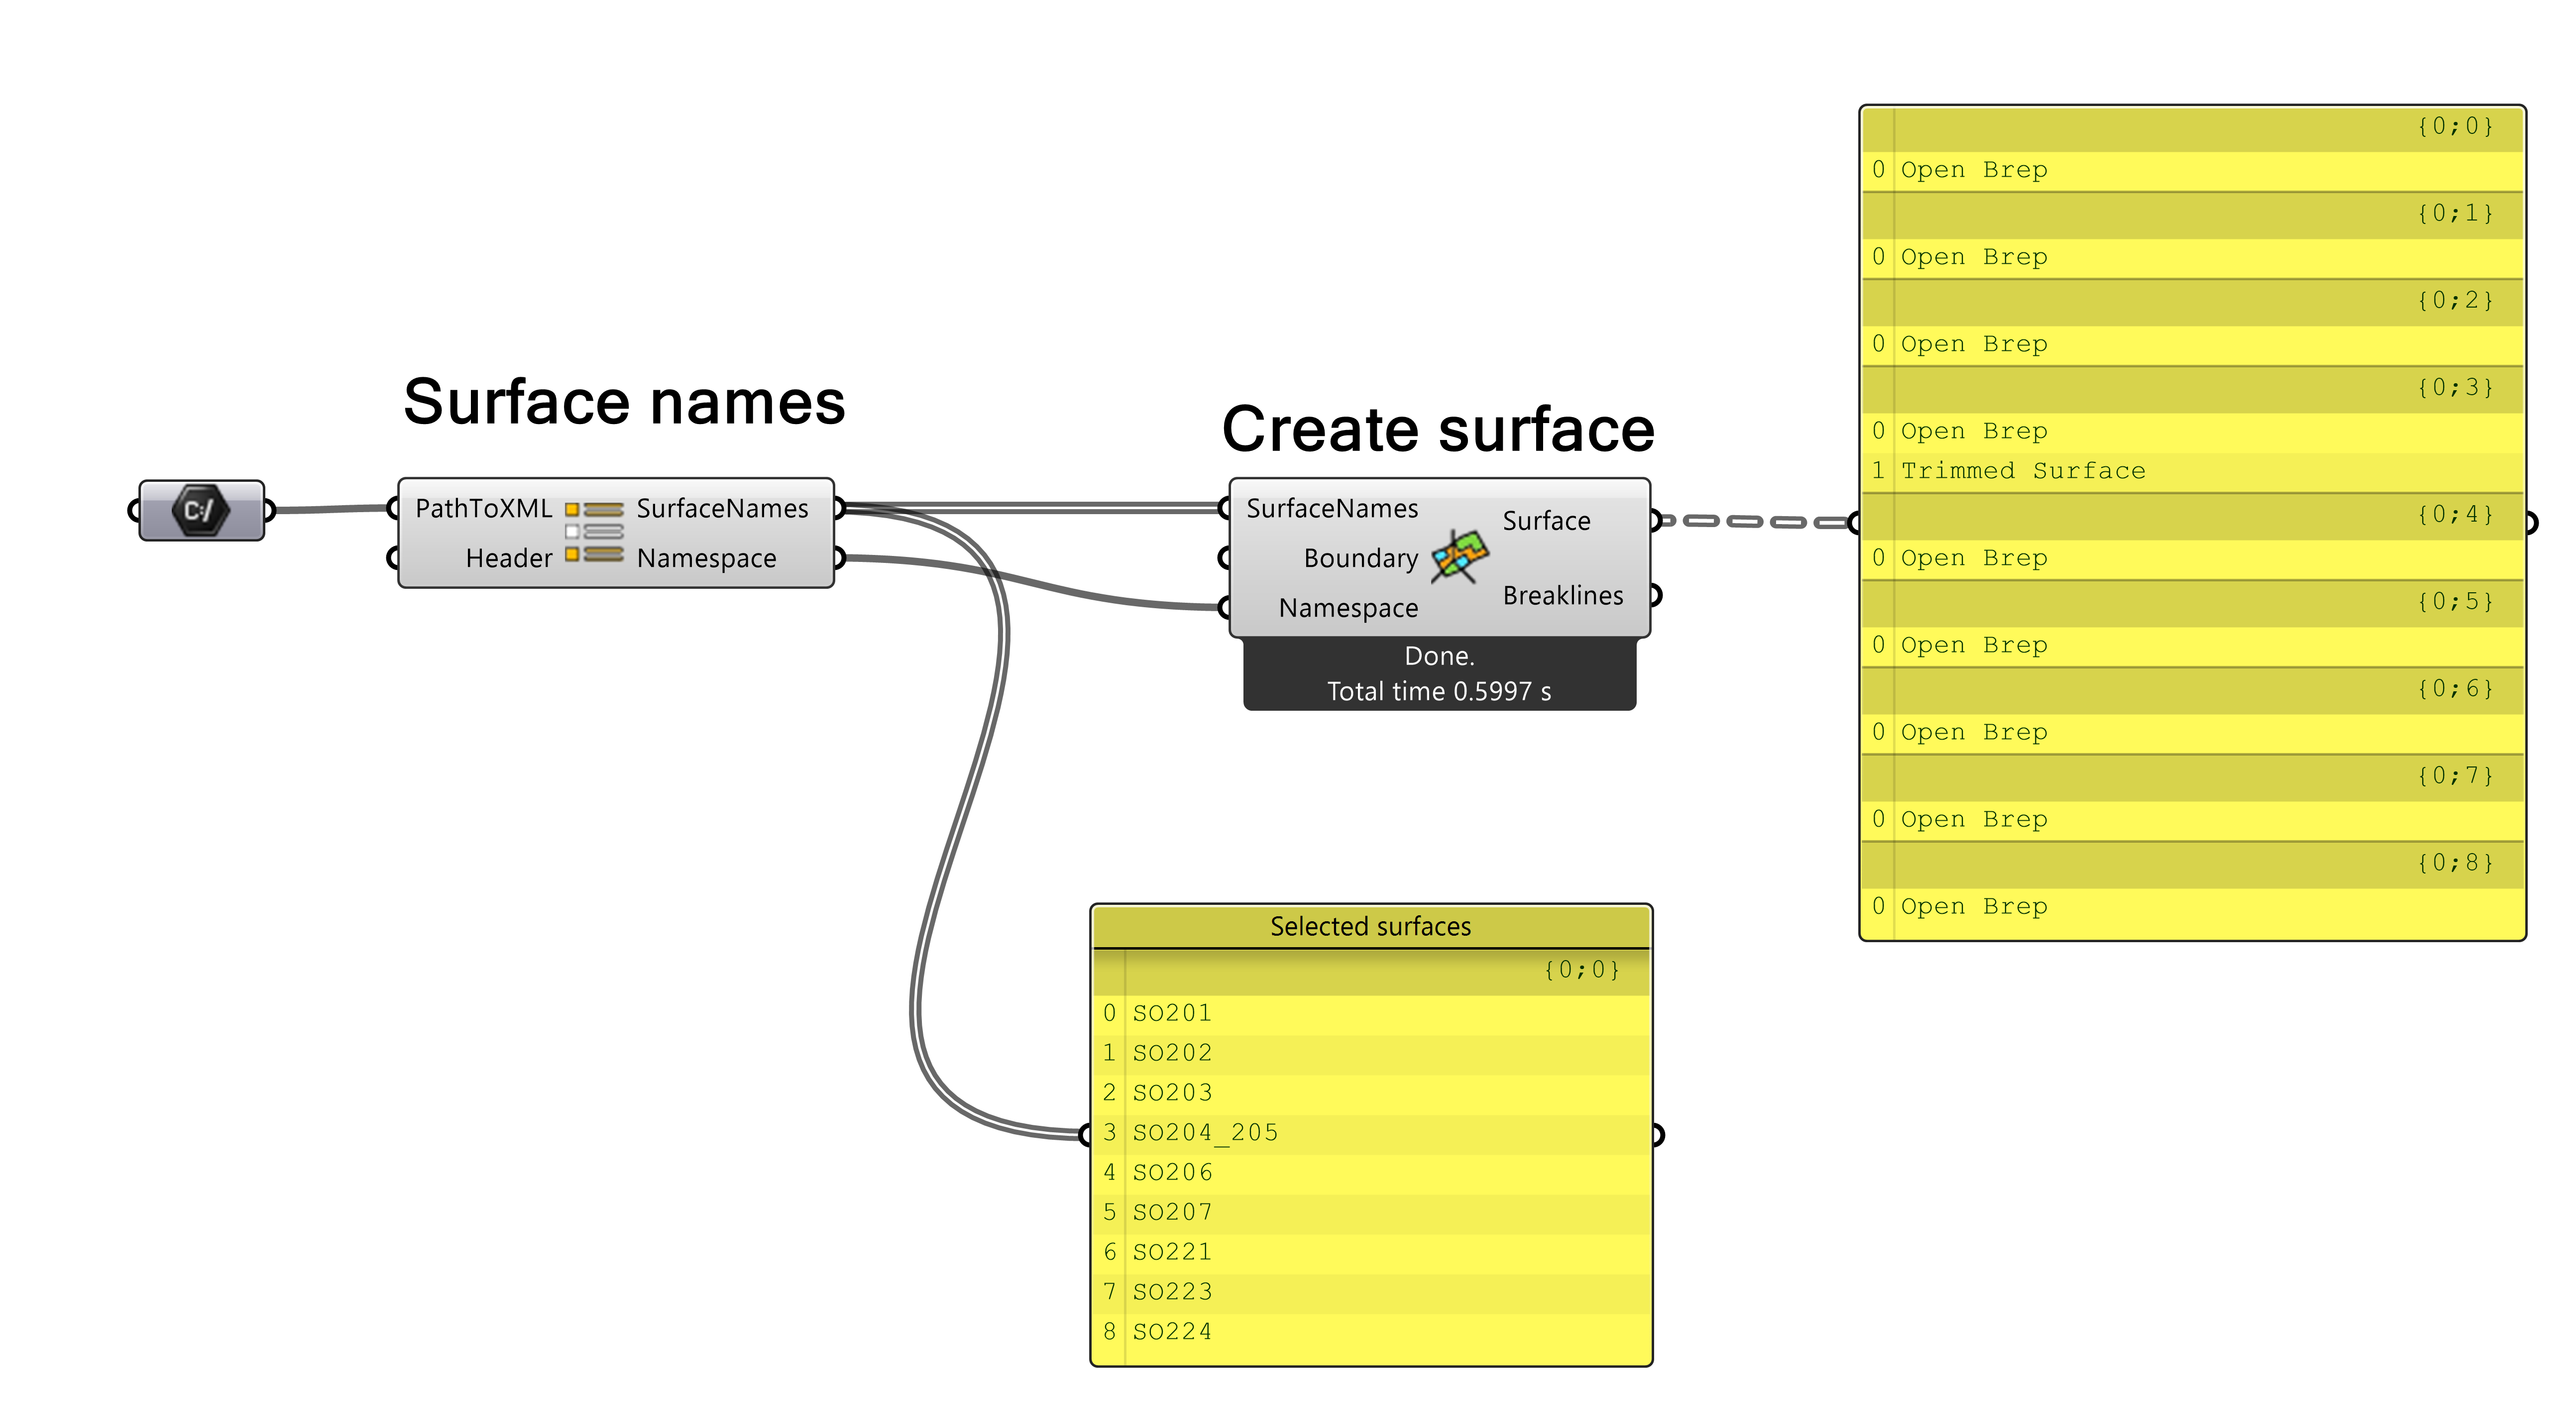 Surface names
C:/
PathToXML
SurfaceNames
Header
Namespace
Create surface
SurfaceNames
Boundary
Namespace
Surface
Breaklines
Done.
Total time 0.5997 s
{0;0}
0 Open Brep
{0;1}
0 Open Brep
{0;2}
0 Open Brep
{0;3}
0 Open Brep
1 Trimmed Surface
{0;4}
0 Open Brep
{0;5}
0 Open Brep
{0;6}
0 Open Brep
{0;7}
0 Open Brep
{0;8}
0 Open Brep
Selected surfaces
{0;0}
0 SO201
1 SO202
2 SO203
3 SO204_205
4 SO206
5 SO207
6 SO221
7 SO223
8 SO224